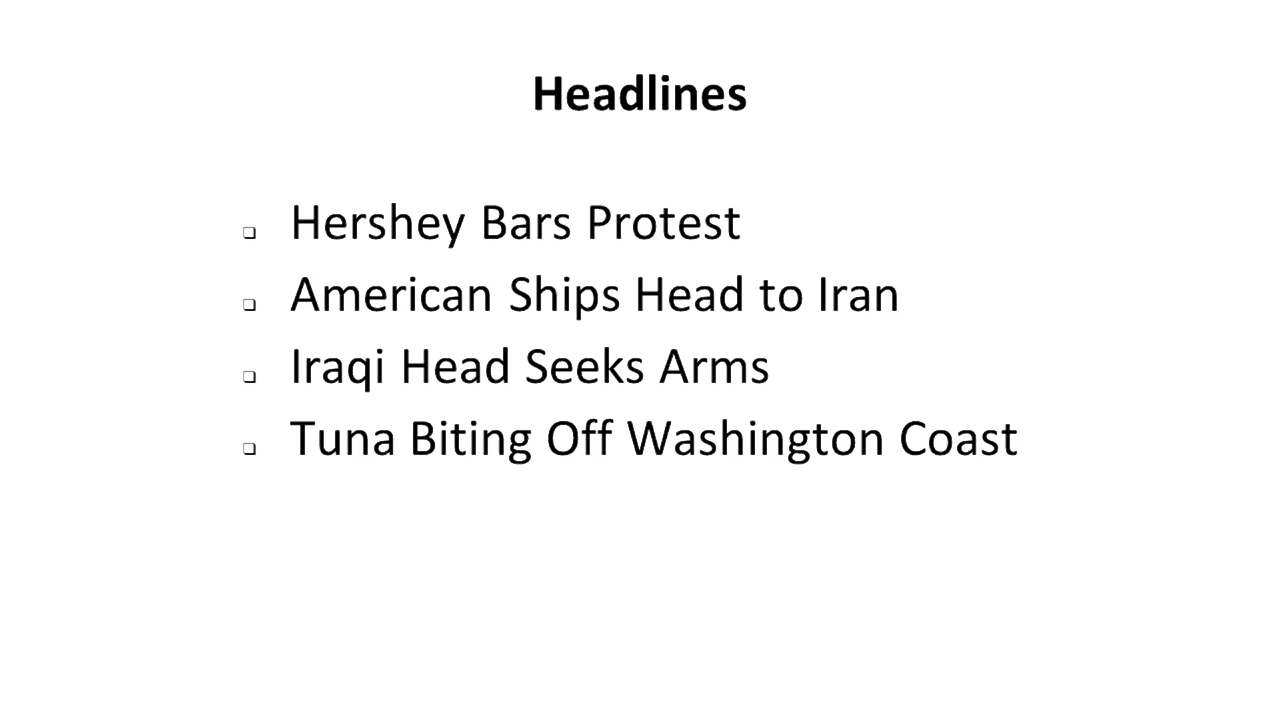 Headlines
Hershey Bars Protest
American Ships Head to Iran
Iraqi Head Seeks Arms
Tuna Biting Off Washington Coast